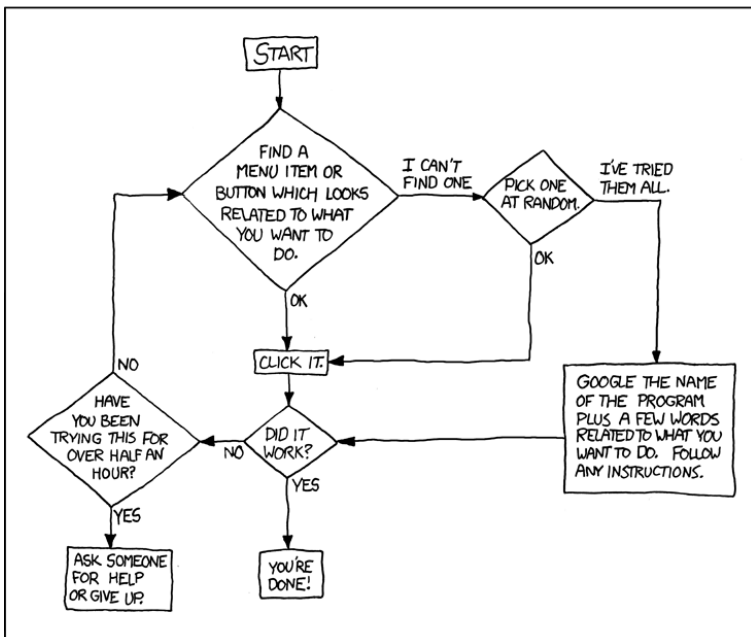 START
FIND A
MENU ITEM OR
BUTTON WHICH LOOKS
RELATED TO WHAT
YOU WANT TO
DO.
I CAN'T
FIND ONE
PICK ONE
AT RANDOM.
I'VE TRIED
THEM ALL.
OK
OK
CLICK IT.
NO
HAVE
YOU BEEN
TRYING THIS FOR
OVER HALF AN
HOUR?
NO
DID IT
WORK?
GOOGLE THE NAME
OF THE PROGRAM
PLUS A FEW WORDS
RELATED TO WHAT YOU
WANT TO DO. FOLLOW
ANY INSTRUCTIONS.
YES
YES
ASK SOMEONE
FOR HELP
OR GIVE UP.
YOU'RE
DONE!